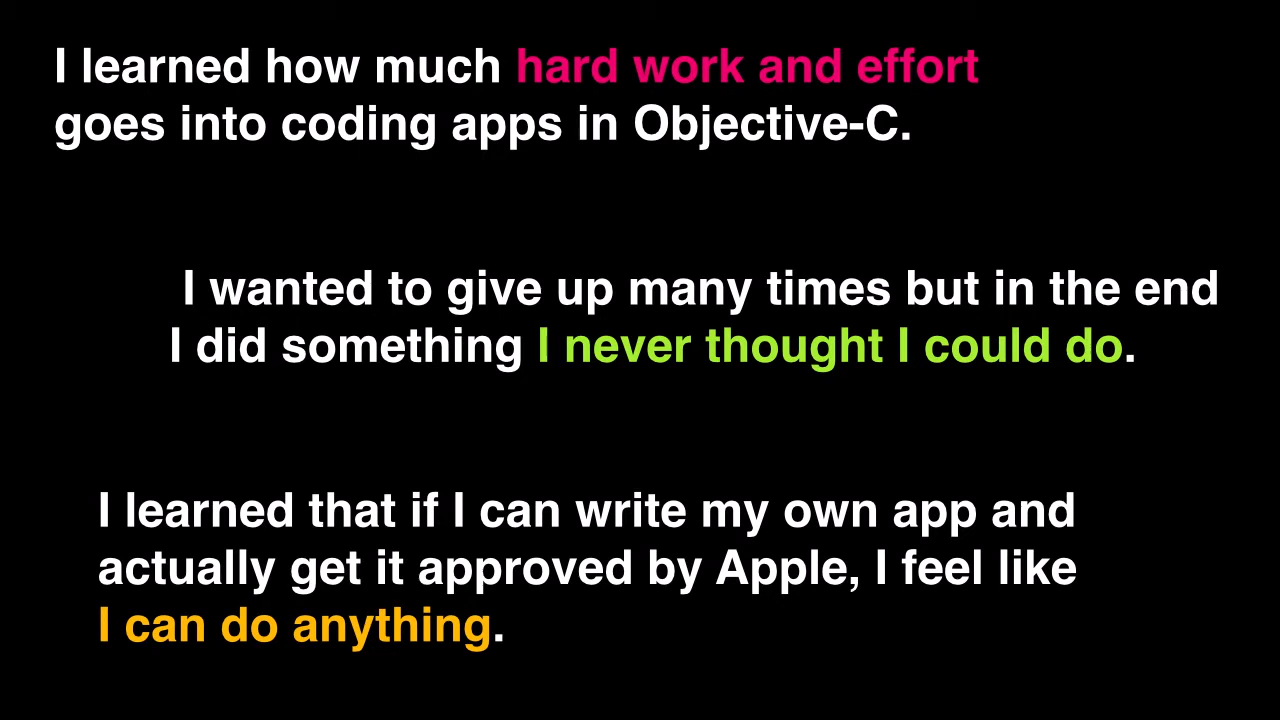 I learned how much hard work and effort
goes into coding apps in Objective-C.
I wanted to give up many times but in the end
I did something I never thought I could do.
I learned that if I can write my own app and
actually get it approved by Apple, I feel like
I can do anything.